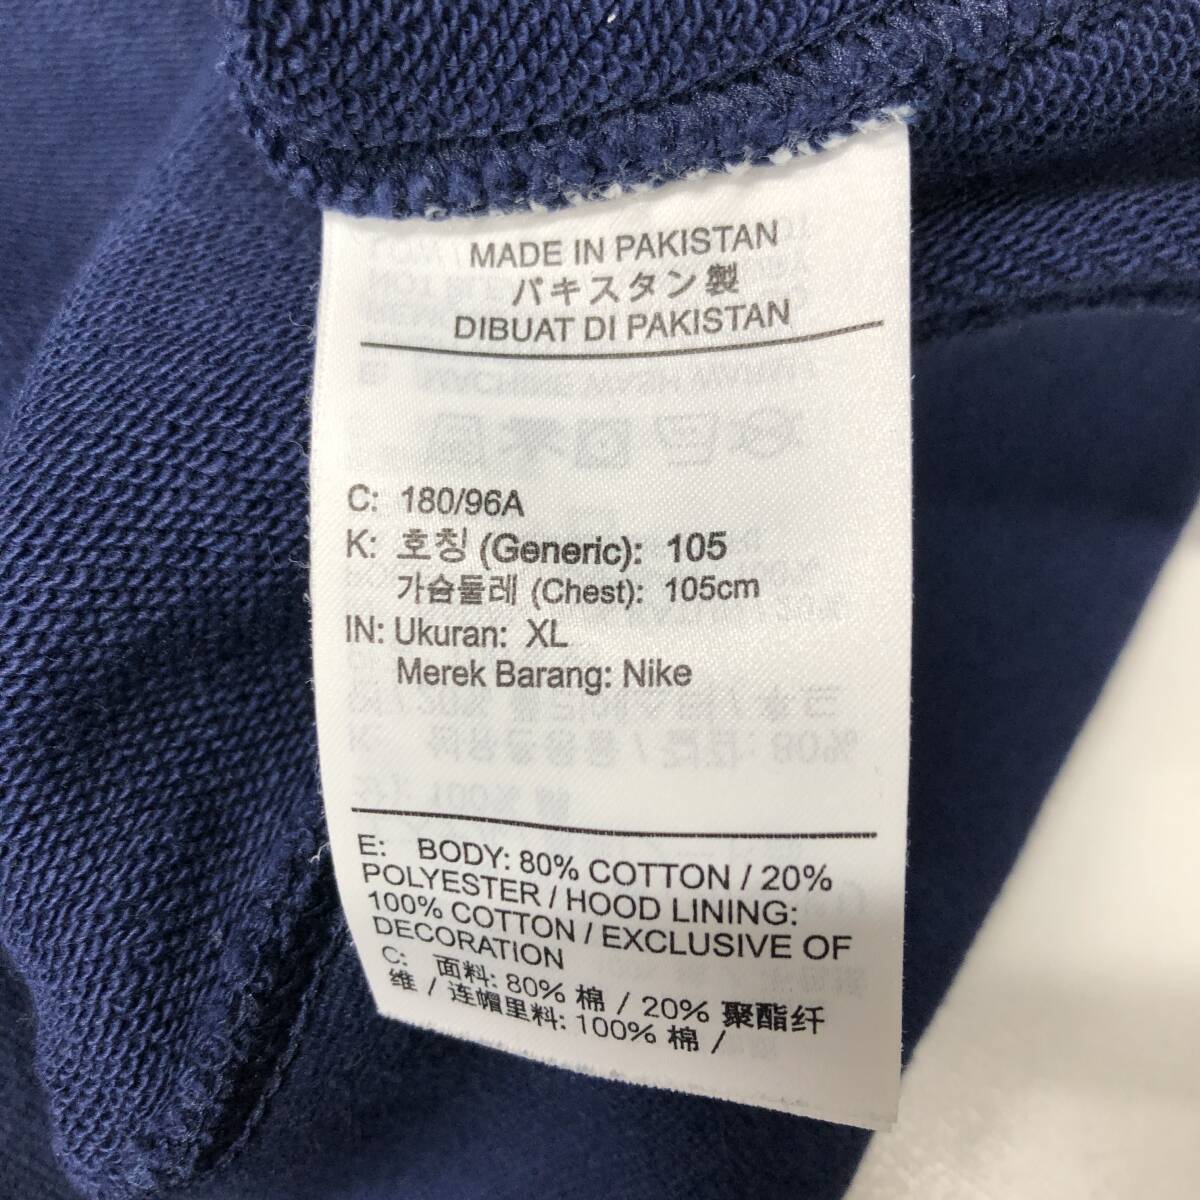 MADE IN PAKISTAN
パキスタン製
DIBUAT DI PAKISTAN
C: 180/96A
K: 호칭 (Generic): 105
가슴둘레 (Chest): 105cm
IN: Ukuran: XL
Merek Barang: Nike
E: BODY: 80% COTTON / 20%
POLYESTER / HOOD LINING:
100% COTTON / EXCLUSIVE OF
DECORATION
C: 面料: 80% 棉 / 20% 聚酯纤
维 / 连帽里料: 100% 棉 /